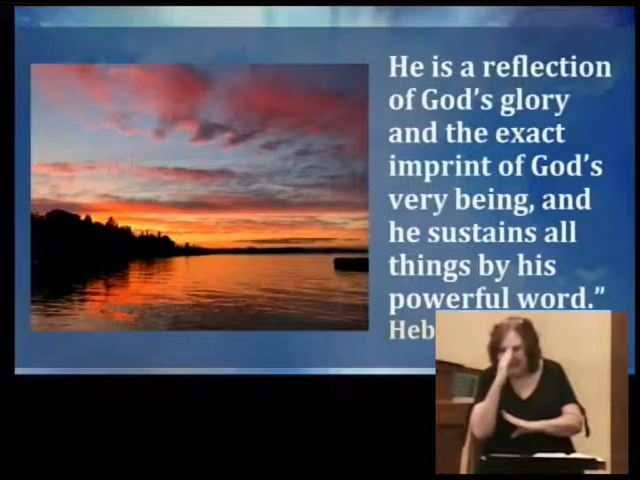 He is a reflection
of God's glory
and the exact
imprint of God's
very being, and
he sustains all
things by his
powerful word.”
Heb